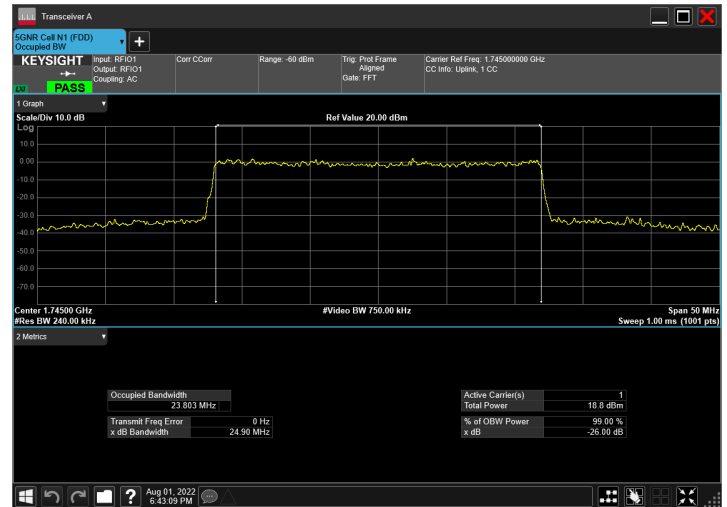 Transceiver A
5GNR Cell N1 (FDD)
Occupied BW
KEYSIGHT
LXI
PASS
Input: RFIO1
Output: RFIO1
Coupling: AC
Corr CCorr
Range: -60 dBm
Trig: Prot Frame
Aligned
Gate: FFT
Carrier Ref Freq: 1.745000000 GHz
CC Info: Uplink, 1 CC
1 Graph
Scale/Div 10.0 dB
Ref Value 20.00 dBm
Log
10.0
0.00
-10.0
-20.0
-30.0
-40.0
-50.0
-60.0
-70.0
Center 1.74500 GHz
#Res BW 240.00 kHz
#Video BW 750.00 kHz
Span 50 MHz
Sweep 1.00 ms (1001 pts)
2 Metrics
Occupied Bandwidth
23.803 MHz
Transmit Freq Error 0 Hz
x dB Bandwidth 24.90 MHz
Active Carrier(s) 1
Total Power 18.8 dBm
% of OBW Power 99.00 %
x dB -26.00 dB
Aug 01, 2022
6:43:09 PM